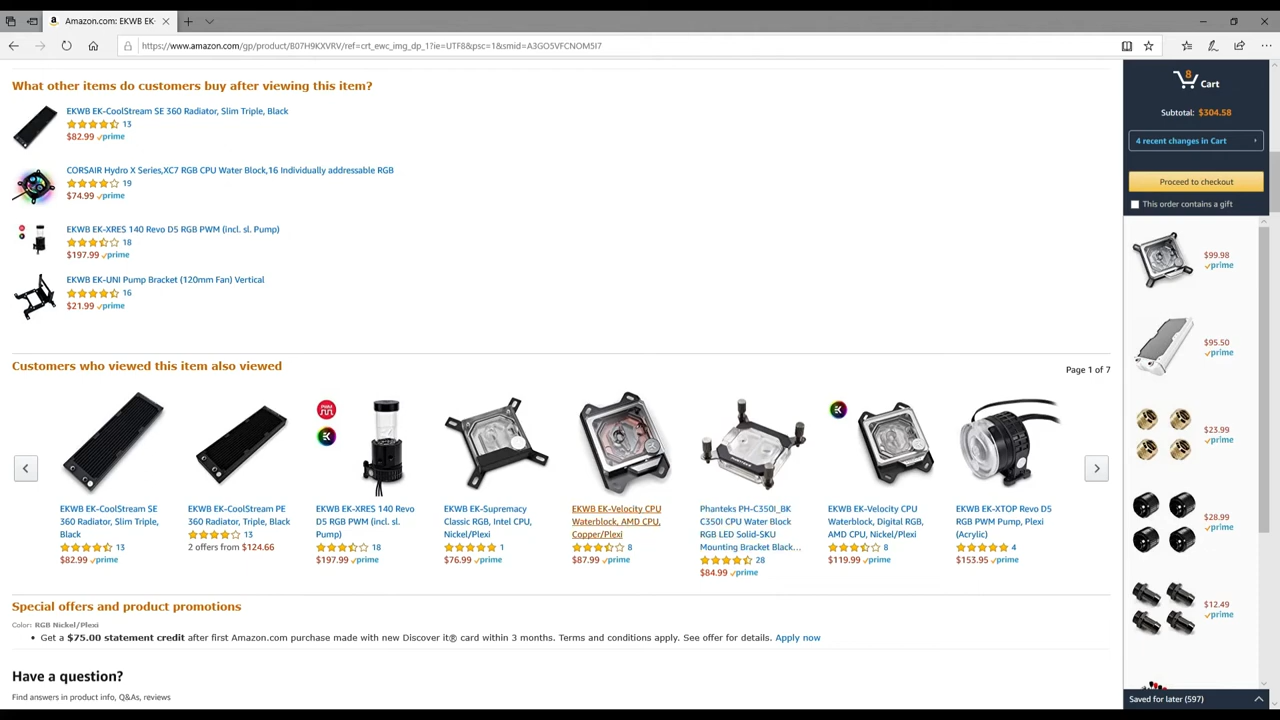 Amazon.com: EKWB EK-
https://www.amazon.com/gp/product/B07H9KXVRV/ref=crt_ewc_img_dp_1?ie=UTF8&psc=1&smid=A3GO5VFCNOM5I7
What other items do customers buy after viewing this item?
EKWB EK-CoolStream SE 360 Radiator, Slim Triple, Black
13
$82.99 prime
CORSAIR Hydro X Series,XC7 RGB CPU Water Block,16 Individually addressable RGB
19
$74.99 prime
EKWB EK-XRES 140 Revo D5 RGB PWM (incl. sl. Pump)
18
$197.99 prime
EKWB EK-UNI Pump Bracket (120mm Fan) Vertical
16
$21.99 prime
Customers who viewed this item also viewed
Page 1 of 7
EKWB EK-CoolStream SE
360 Radiator, Slim Triple,
Black
13
$82.99 prime
EKWB EK-CoolStream PE
360 Radiator, Triple, Black
13
2 offers from $124.66
EKWB EK-XRES 140 Revo
D5 RGB PWM (incl. sl.
Pump)
18
$197.99 prime
EKWB EK-Supremacy
Classic RGB, Intel CPU,
Nickel/Plexi
1
$76.99 prime
EKWB EK-Velocity CPU
Waterblock, AMD CPU,
Copper/Plexi
8
$87.99 prime
Phanteks PH-C350I_BK
C350I CPU Water Block
RGB LED Solid-SKU
Mounting Bracket Black...
28
$84.99 prime
EKWB EK-Velocity CPU
Waterblock, Digital RGB,
AMD CPU, Nickel/Plexi
8
$119.99 prime
EKWB EK-XTOP Revo D5
RGB PWM Pump, Plexi
(Acrylic)
4
$153.95 prime
Special offers and product promotions
Color: RGB Nickel/Plexi
• Get a $75.00 statement credit after first Amazon.com purchase made with new Discover it® card within 3 months. Terms and conditions apply. See offer for details. Apply now
Have a question?
Find answers in product info, Q&As, reviews
8
Cart
Subtotal: $304.58
4 recent changes in Cart
Proceed to checkout
This order contains a gift
$99.98
prime
$95.50
prime
$23.99
prime
$28.99
prime
$12.49
prime
Saved for later (597)